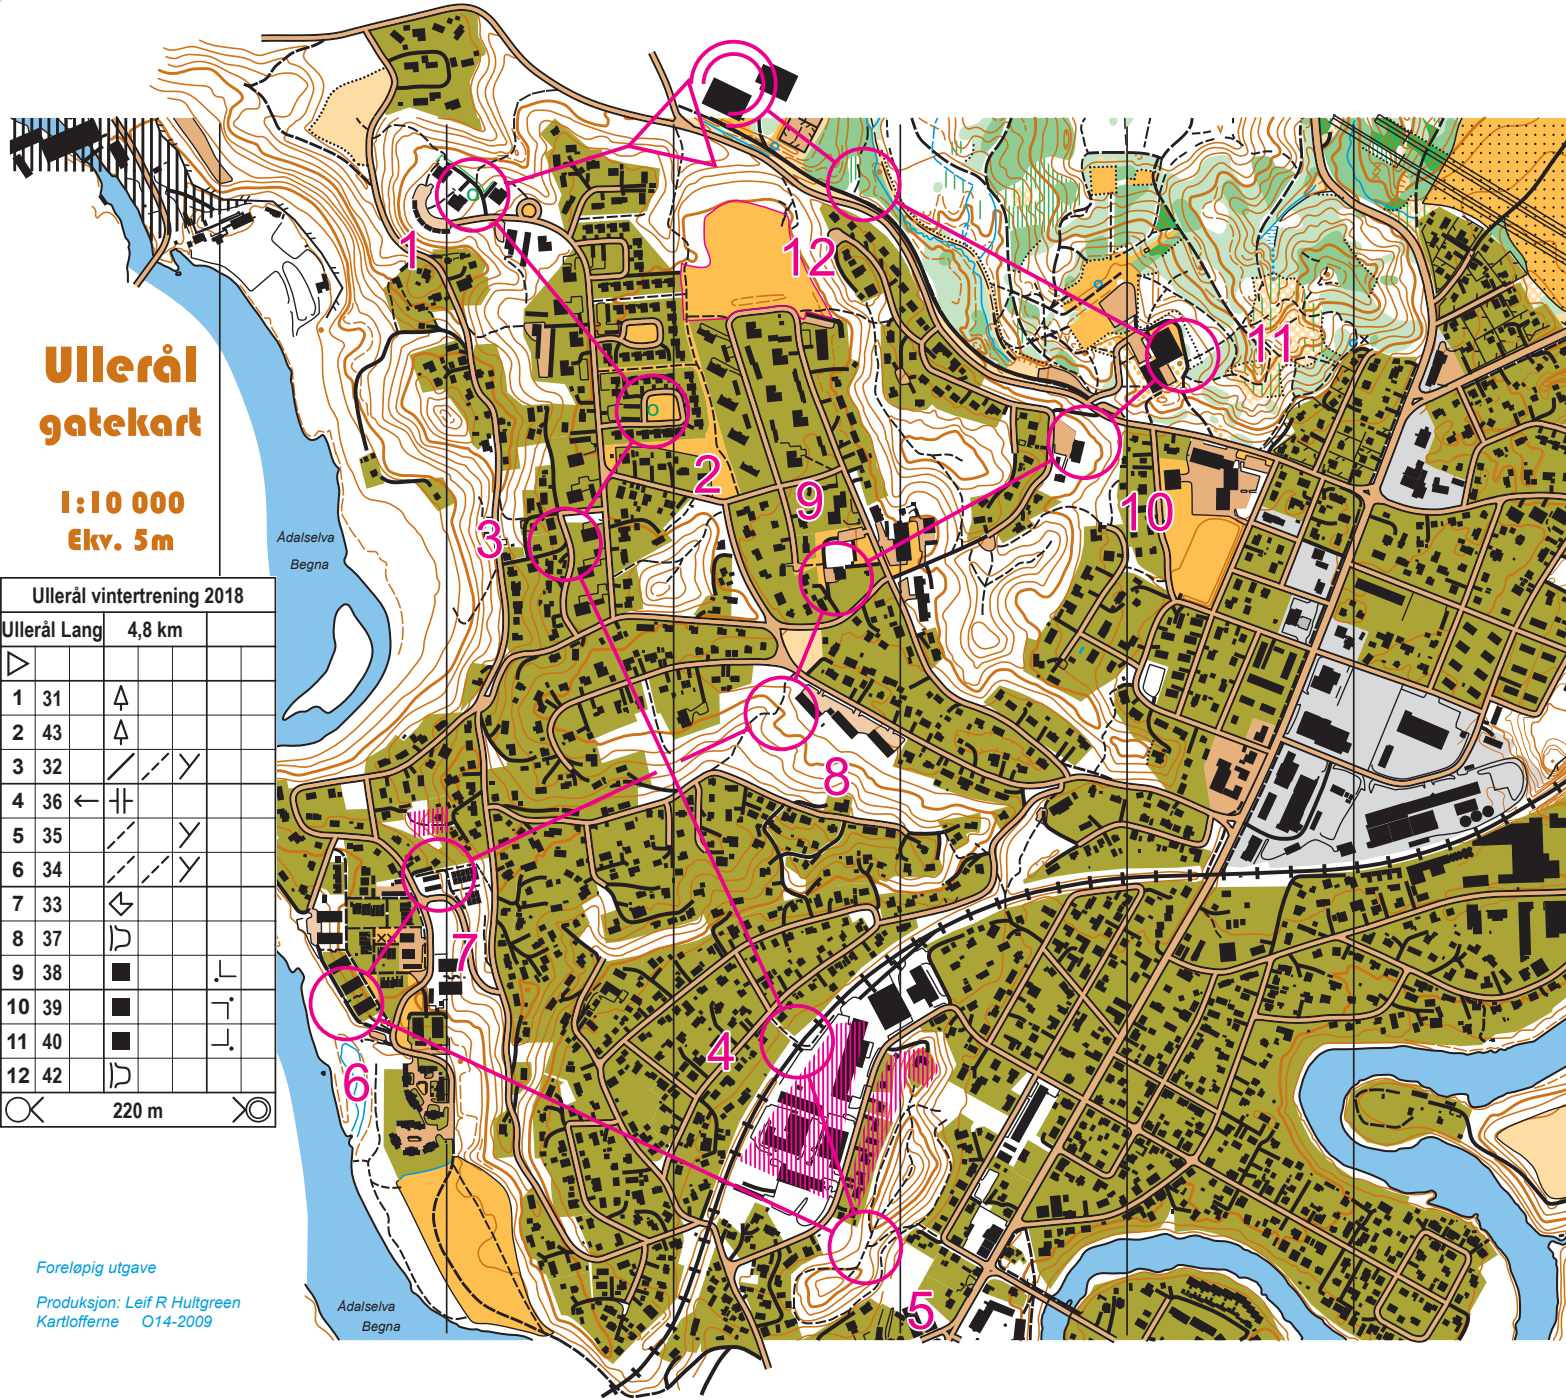 Ullerål
gatekart
1:10 000
Ekv. 5m
Ådalselva
Begna
Ullerål vintertrening 2018
Ullerål Lang 4,8 km
1 31
2 43
3 32
4 36
5 35
6 34
7 33
8 37
9 38
10 39
11 40
12 42
220 m
Foreløpig utgave
Produksjon: Leif R Hultgreen
Kartlofferne O14-2009
Ådalselva
Begna
1
12
11
2
3
9
10
8
7
4
6
5